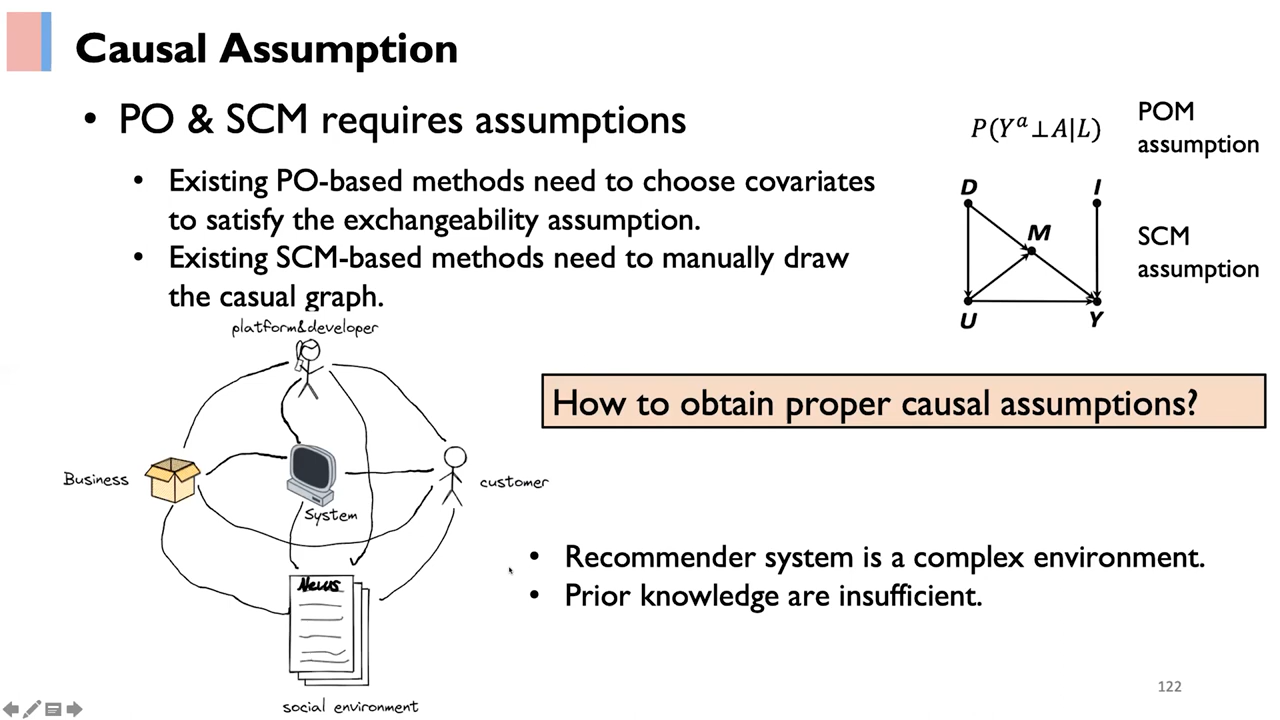 Causal Assumption
• PO & SCM requires assumptions
• Existing PO-based methods need to choose covariates
to satisfy the exchangeability assumption.
• Existing SCM-based methods need to manually draw
the casual graph.
P(Yᵃ⊥A|L)
POM
assumption
D
I
M
U
Y
SCM
assumption
platform&developer
Business
System
customer
News
social environment
How to obtain proper causal assumptions?
• Recommender system is a complex environment.
• Prior knowledge are insufficient.
122